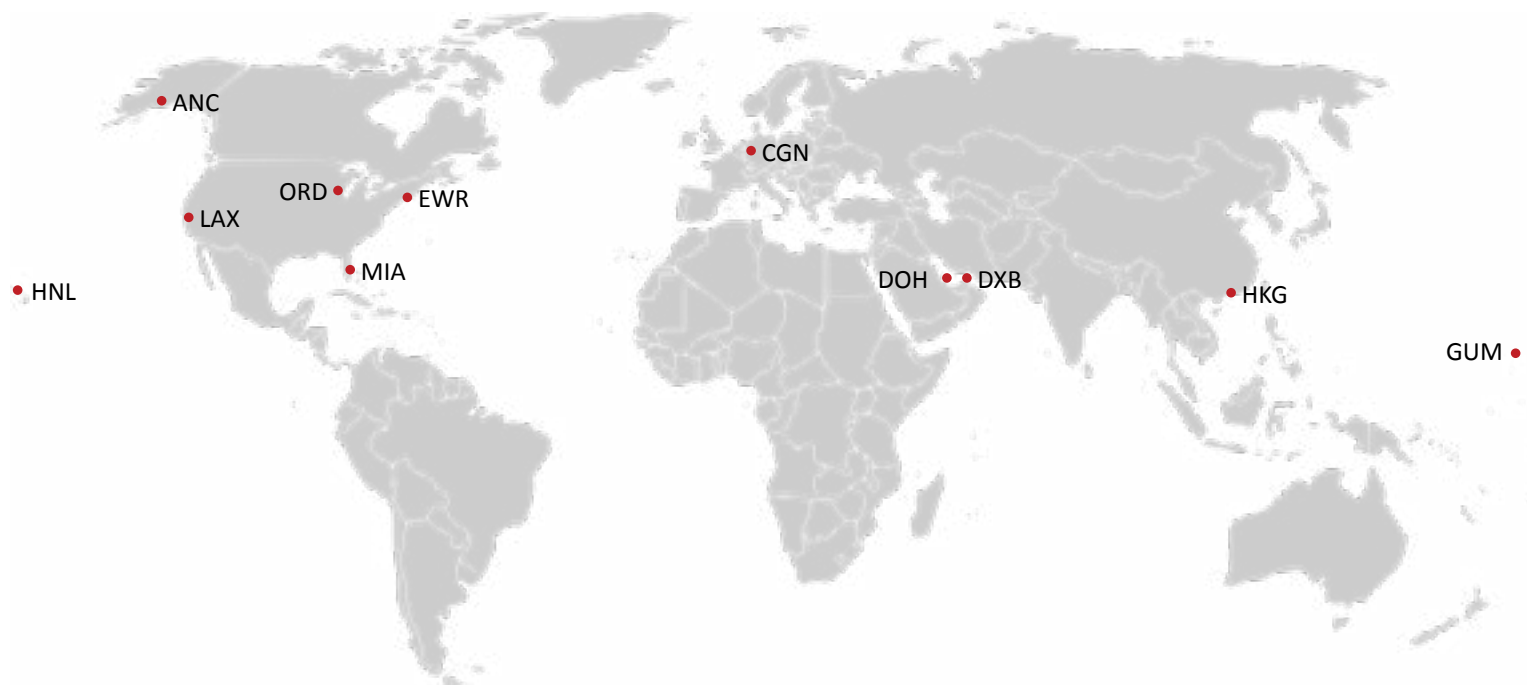 ANC
CGN
ORD
EWR
LAX
MIA
DOH
DXB
HNL
HKG
GUM